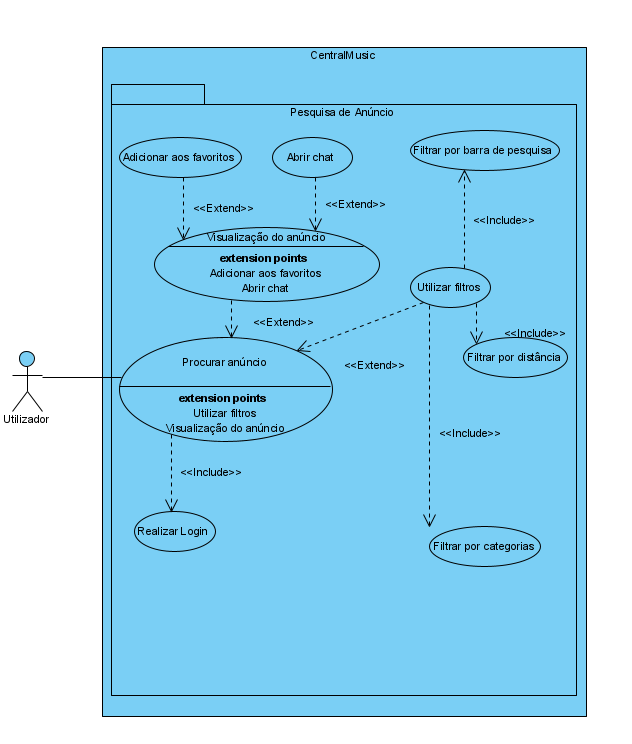 CentralMusic
Pesquisa de Anúncio
Adicionar aos favoritos
Abrir chat
Filtrar por barra de pesquisa
<<Extend>>
<<Extend>>
<<Include>>
Visualização do anúncio
extension points
Adicionar aos favoritos
Abrir chat
Utilizar filtros
<<Extend>>
<<Include>>
Filtrar por distância
Procurar anúncio
<<Extend>>
extension points
Utilizar filtros
Visualização do anúncio
Utilizador
<<Include>>
<<Include>>
Realizar Login
Filtrar por categorias